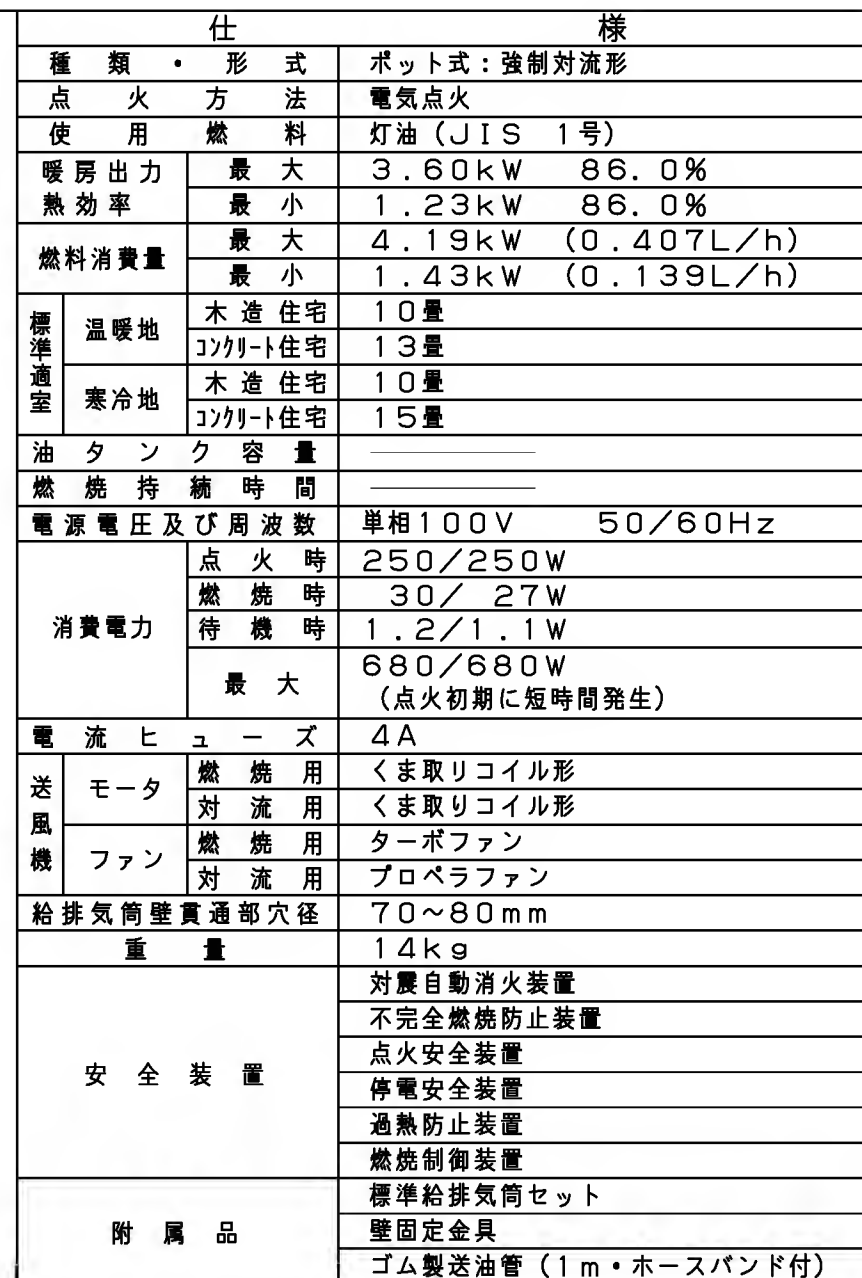 仕様
種類・形式 ポット式：強制対流形
点火方法 電気点火
使用燃料 灯油（JIS 1号）
暖房出力 熱効率 最大 3.60kW 86.0%
最小 1.23kW 86.0%
燃料消費量 最大 4.19kW (0.407L/h)
最小 1.43kW (0.139L/h)
標準適室 温暖地 木造住宅 10畳
コンクリート住宅 13畳
寒冷地 木造住宅 10畳
コンクリート住宅 15畳
油タンク容量 ――――
燃焼持続時間 ――――
電源電圧及び周波数 単相100V 50/60Hz
消費電力 点火時 250/250W
燃焼時 30/ 27W
待機時 1.2/1.1W
最大 680/680W
（点火初期に短時間発生）
電流ヒューズ 4A
送風機 モータ 燃焼用 くま取りコイル形
対流用 くま取りコイル形
ファン 燃焼用 ターボファン
対流用 プロペラファン
給排気筒壁貫通部穴径 70~80mm
重量 14kg
安全装置 対震自動消火装置
不完全燃焼防止装置
点火安全装置
停電安全装置
過熱防止装置
燃焼制御装置
附属品 標準給排気筒セット
壁固定金具
ゴム製送油管（1m・ホースバンド付）